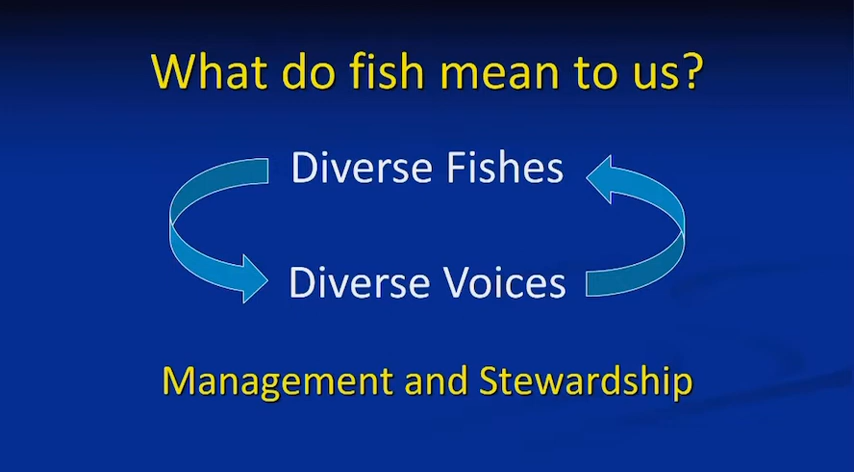 What do fish mean to us?
Diverse Fishes
Diverse Voices
Management and Stewardship